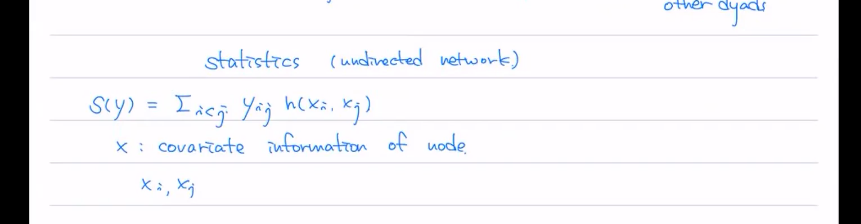 other dyads
statistics (undirected network)
S(y) = Σi<j yij h(xi, xj)
x : covariate information of node.
xi, xj